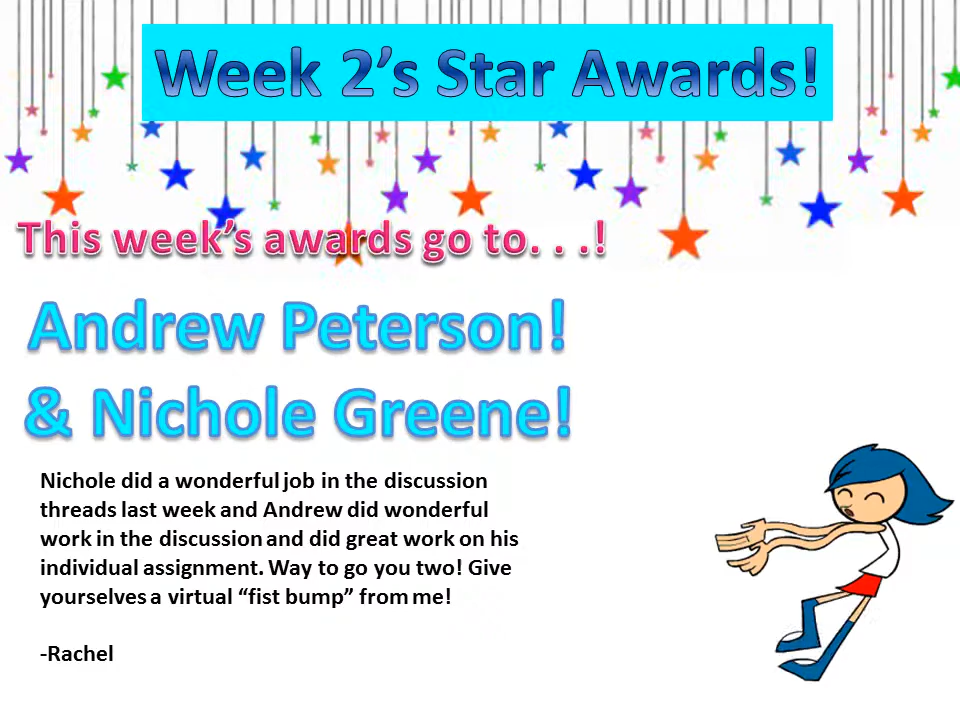 Week 2's Star Awards!
This week's awards go to. . .!
Andrew Peterson!
& Nichole Greene!
Nichole did a wonderful job in the discussion
threads last week and Andrew did wonderful
work in the discussion and did great work on his
individual assignment. Way to go you two! Give
yourselves a virtual “fist bump” from me!
-Rachel